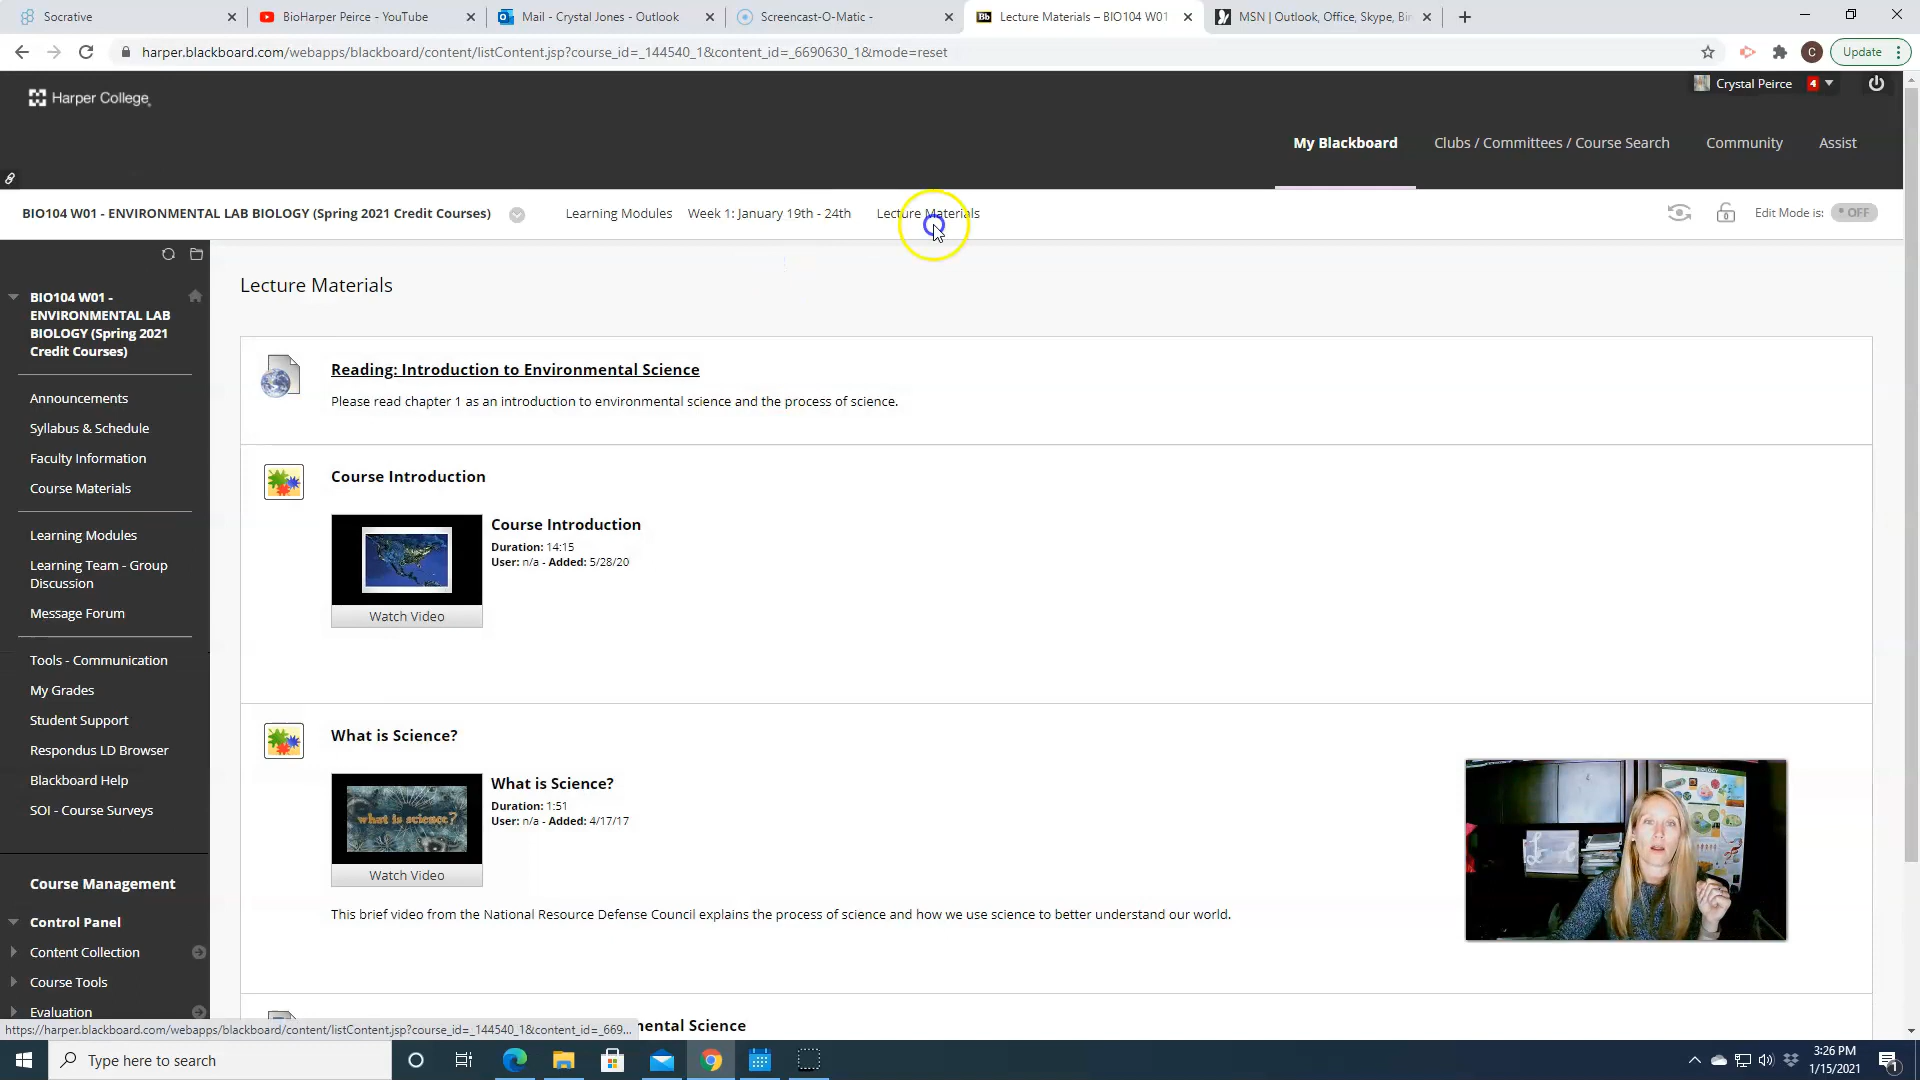 Socrative
BioHarper Peirce - YouTube
Mail - Crystal Jones - Outlook
Screencast-O-Matic -
Bb Lecture Materials – BIO104 W01
MSN | Outlook, Office, Skype, Bin
harper.blackboard.com/webapps/blackboard/content/listContent.jsp?course_id=_144540_1&content_id=_6690630_1&mode=reset
C
Update
Harper College
Crystal Peirce 4
My Blackboard
Clubs / Committees / Course Search
Community
Assist
BIO104 W01 - ENVIRONMENTAL LAB BIOLOGY (Spring 2021 Credit Courses)
Learning Modules
Week 1: January 19th - 24th
Lecture Materials
Edit Mode is: OFF
BIO104 W01 -
ENVIRONMENTAL LAB
BIOLOGY (Spring 2021
Credit Courses)
Announcements
Syllabus & Schedule
Faculty Information
Course Materials
Learning Modules
Learning Team - Group
Discussion
Message Forum
Tools - Communication
My Grades
Student Support
Respondus LD Browser
Blackboard Help
SOI - Course Surveys
Course Management
Control Panel
Content Collection
Course Tools
Evaluation
Lecture Materials
Reading: Introduction to Environmental Science
Please read chapter 1 as an introduction to environmental science and the process of science.
Course Introduction
Course Introduction
Duration: 14:15
User: n/a - Added: 5/28/20
Watch Video
What is Science?
What is Science?
Duration: 1:51
User: n/a - Added: 4/17/17
what is science?
Watch Video
This brief video from the National Resource Defense Council explains the process of science and how we use science to better understand our world.
BIOLOGY
mental Science
https://harper.blackboard.com/webapps/blackboard/content/listContent.jsp?course_id=_144540_1&content_id=_669...
Type here to search
3:26 PM
1/15/2021
1